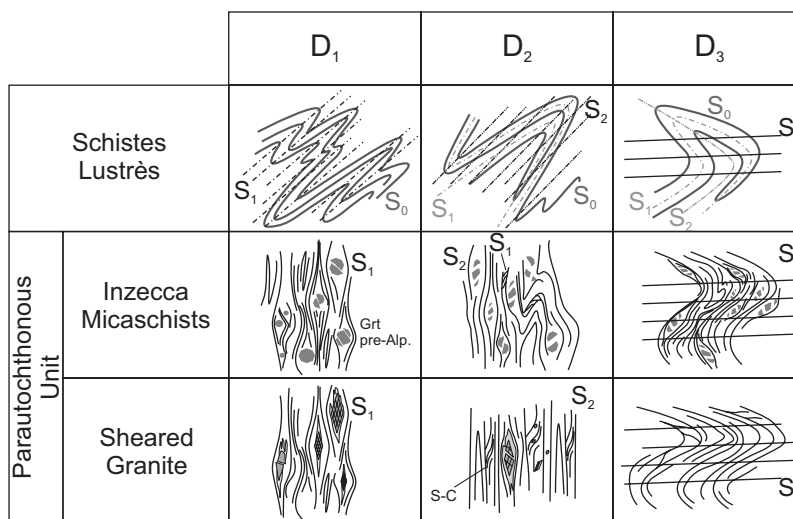 D₁ D₂ D₃
Schistes
Lustrès
S₁
S₀
S₂
S₁
S₀
S₀
S
S₁
S₂
Parautochthonous
Unit
Inzecca
Micaschists
S₁
Grt
pre-Alp.
S₂
S₁
S
Sheared
Granite
S₁
S₂
S-C
S